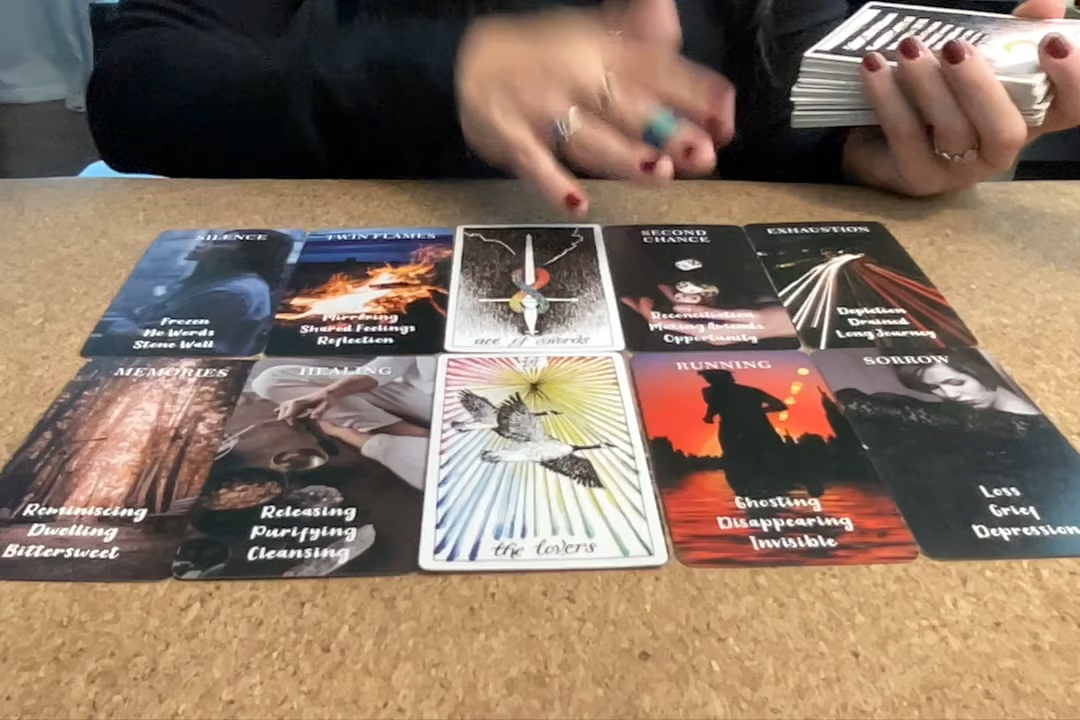 SILENCE
Frozen
No Words
Stone Wall
TWIN FLAMES
Mirroring
Shared Feelings
Reflection
ace of swords
SECOND
CHANCE
Reconciliation
Making Amends
Opportunity
EXHAUSTION
Depletion
Drained
Long Journey
MEMORIES
Reminiscing
Dwelling
Bittersweet
HEALING
Releasing
Purifying
Cleansing
the lovers
RUNNING
Ghosting
Disappearing
Invisible
SORROW
Loss
Grief
Depression